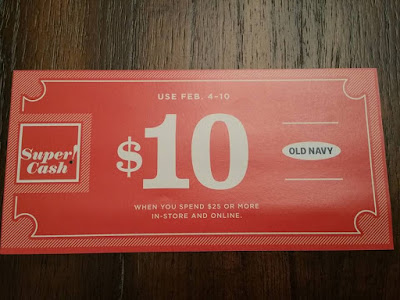 USE FEB. 4-10
Super!
Cash
$10
OLD NAVY
WHEN YOU SPEND $25 OR MORE
IN-STORE AND ONLINE.